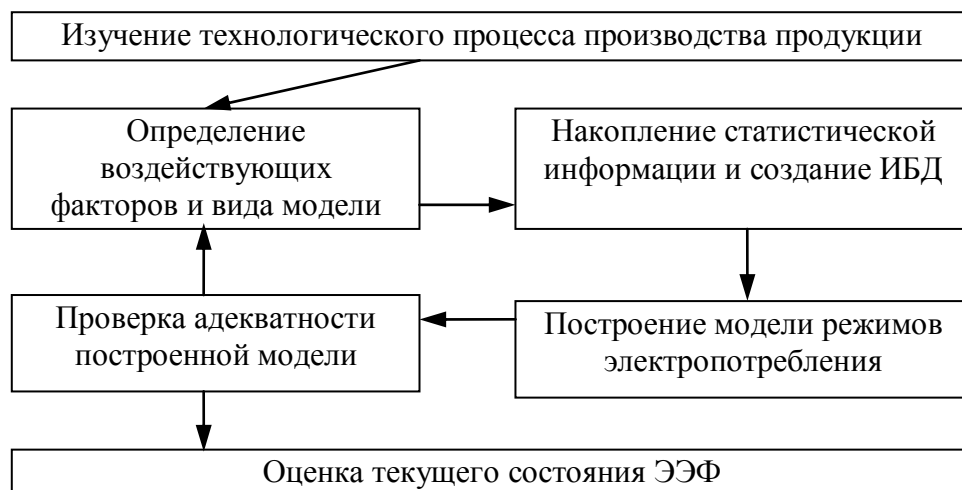 Изучение технологического процесса производства продукции
Определение
воздействующих
факторов и вида модели
Накопление статистической
информации и создание ИБД
Проверка адекватности
построенной модели
Построение модели режимов
электропотребления
Оценка текущего состояния ЭЭФ